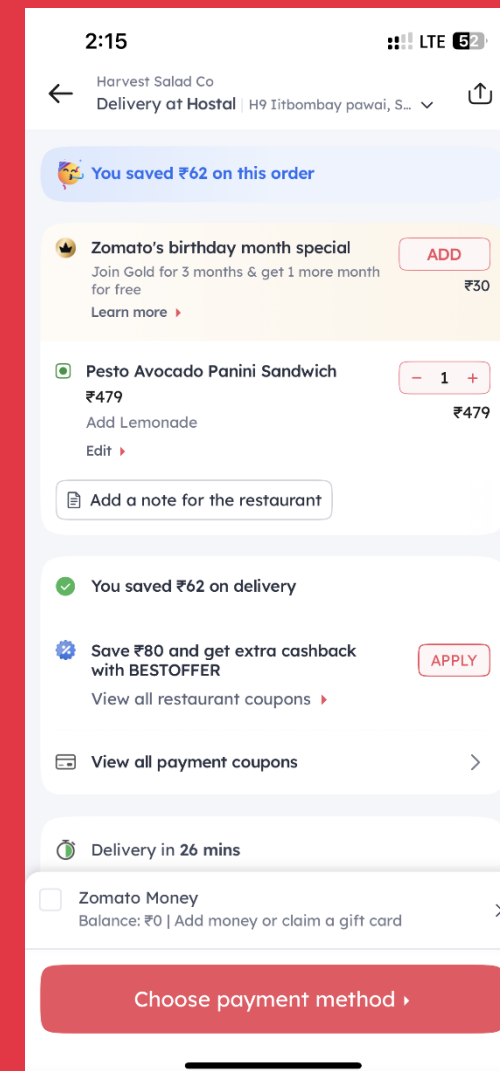 2:15
LTE 52
Harvest Salad Co
Delivery at Hostal | H9 Iitbombay pawai, S...
You saved ₹62 on this order
Zomato's birthday month special
ADD
Join Gold for 3 months & get 1 more month
for free
₹30
Learn more
Pesto Avocado Panini Sandwich
− 1 +
₹479
₹479
Add Lemonade
Edit
Add a note for the restaurant
You saved ₹62 on delivery
Save ₹80 and get extra cashback
with BESTOFFER
APPLY
View all restaurant coupons
View all payment coupons
Delivery in 26 mins
Zomato Money
Balance: ₹0 | Add money or claim a gift card
Choose payment method